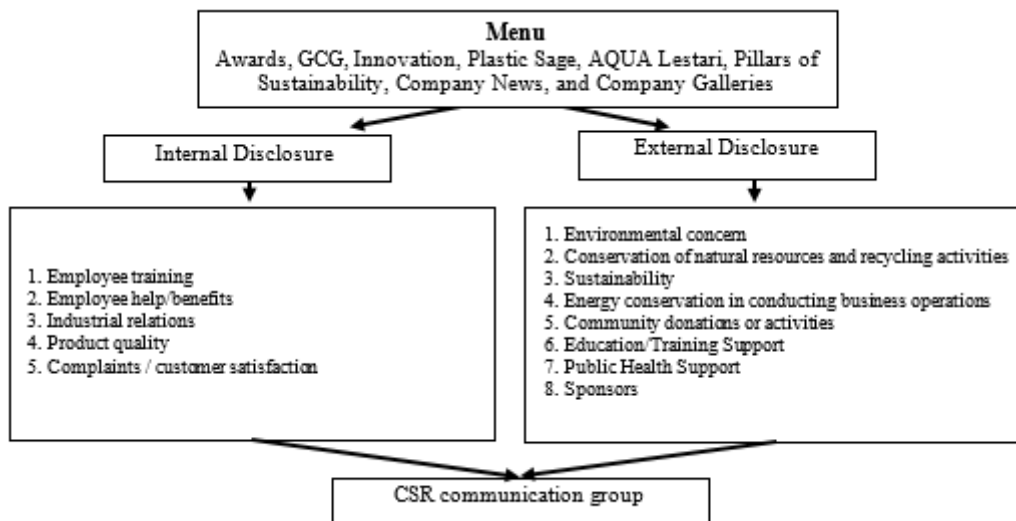 Menu
Awards, GCG, Innovation, Plastic Sage, AQUA Lestari, Pillars of
Sustainability, Company News, and Company Galleries
Internal Disclosure
External Disclosure
1. Employee training
2. Employee help/benefits
3. Industrial relations
4. Product quality
5. Complaints / customer satisfaction
1. Environmental concern
2. Conservation of natural resources and recycling activities
3. Sustainability
4. Energy conservation in conducting business operations
5. Community donations or activities
6. Education/Training Support
7. Public Health Support
8. Sponsors
CSR communication group